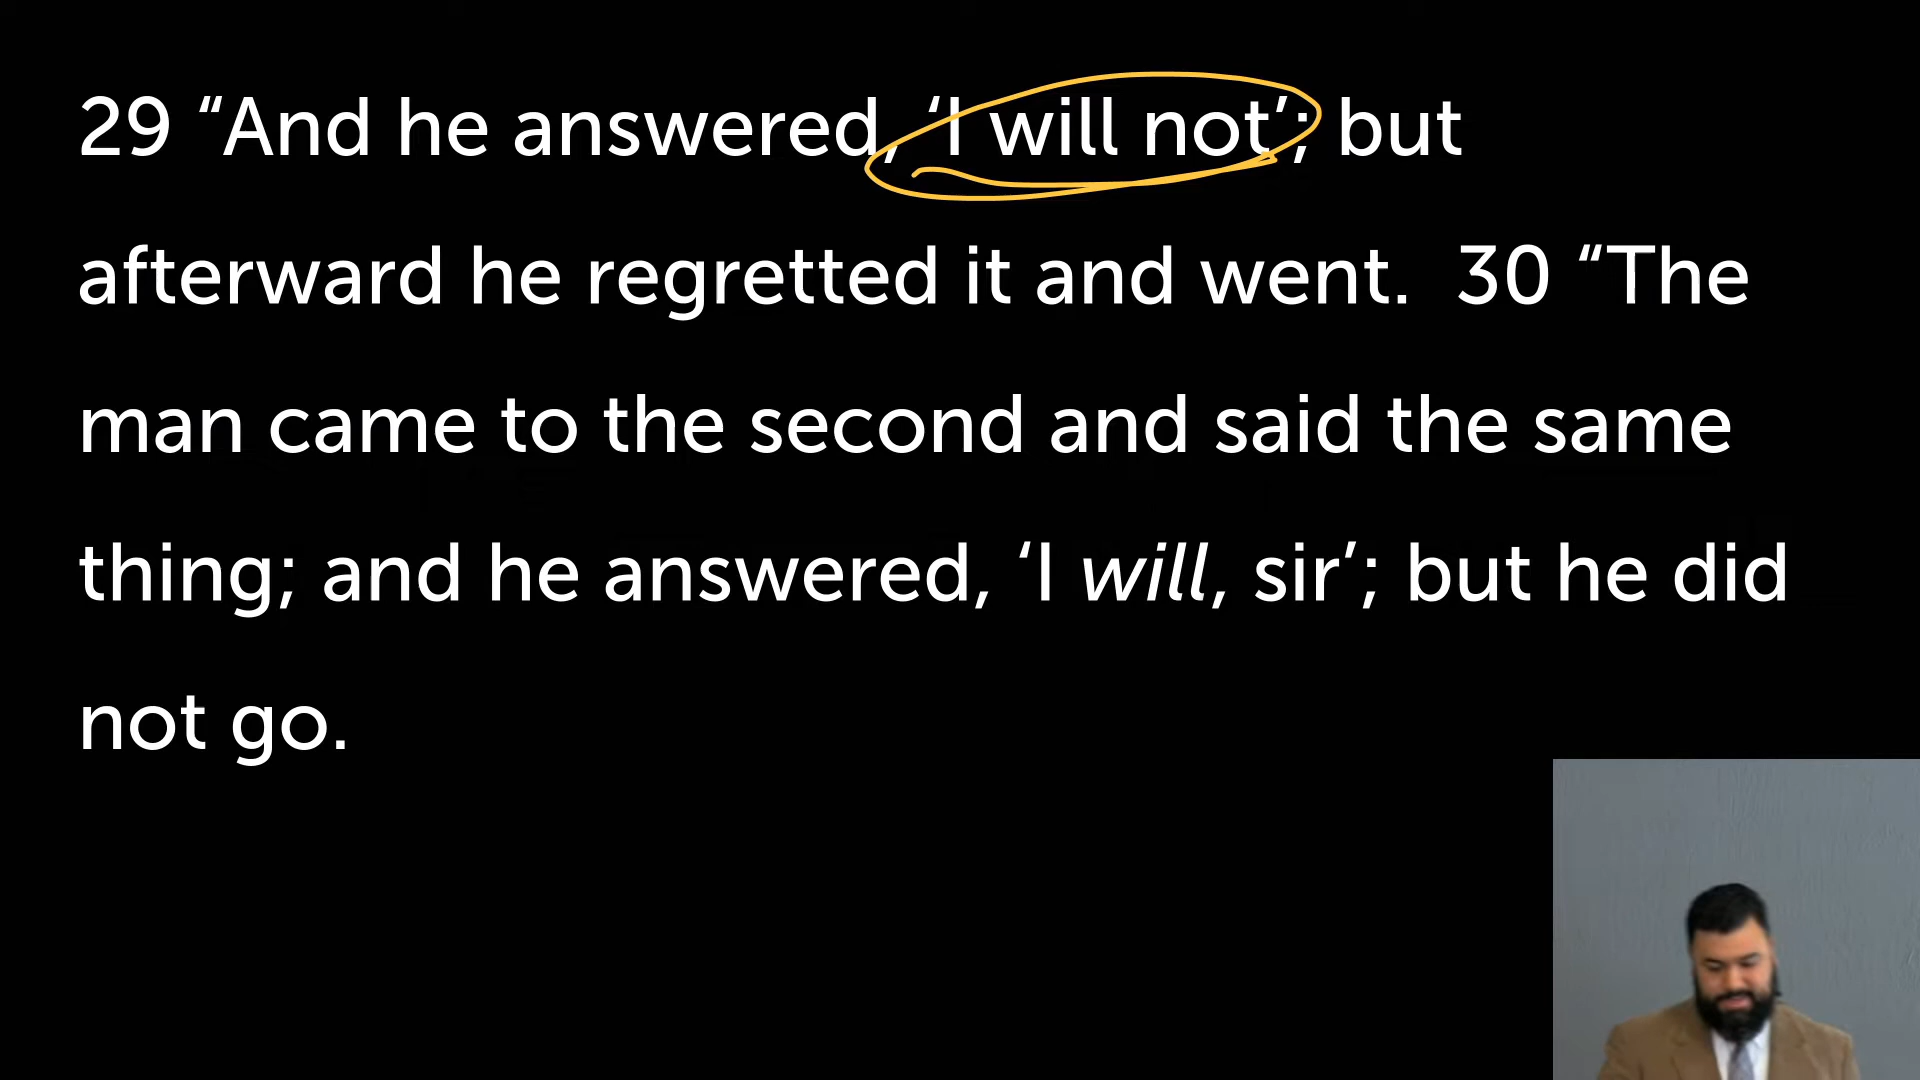 29 “And he answered, ‘I will not’; but
afterward he regretted it and went.  30 “The
man came to the second and said the same
thing; and he answered, ‘I will, sir’; but he did
not go.